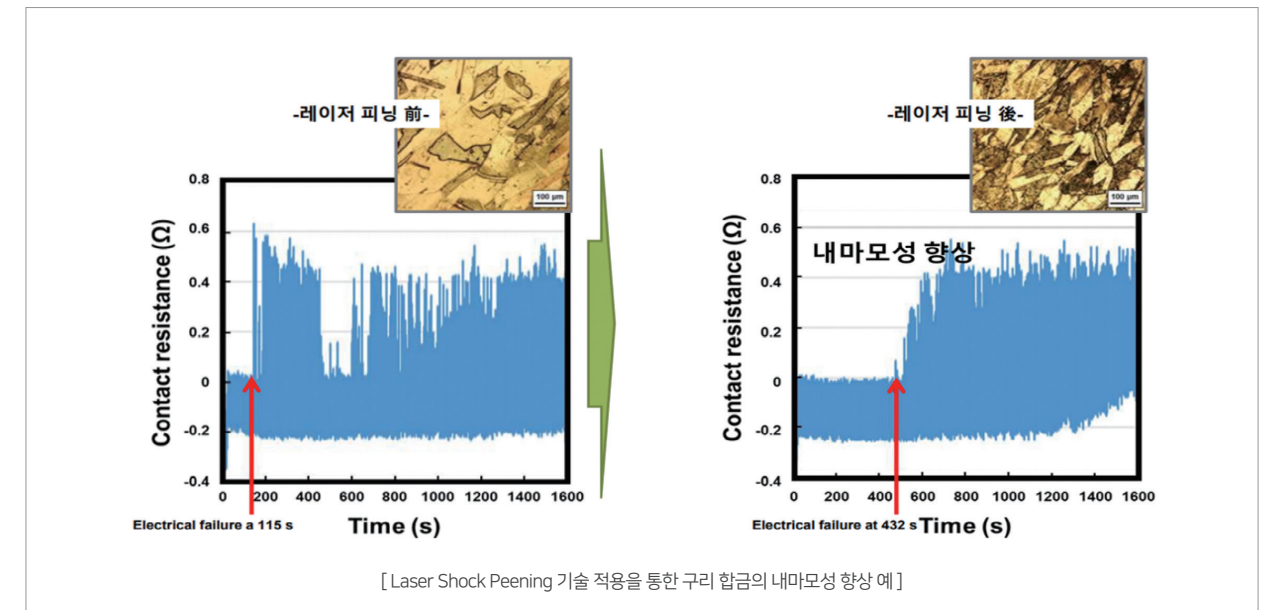 -레이저 피닝 前-
100 μm
0.8
0.6
0.4
0.2
0
-0.2
-0.4
Contact resistance (Ω)
0 200 400 600 800 1000 1200 1400 1600
Electrical failure a 115 s
Time (s)
-레이저 피닝 後-
100 μm
내마모성 향상
0.8
0.6
0.4
0.2
0
-0.2
-0.4
Contact resistance (Ω)
0 200 400 600 800 1000 1200 1400 1600
Electrical failure at 432 s
Time (s)
[ Laser Shock Peening 기술 적용을 통한 구리 합금의 내마모성 향상 예 ]